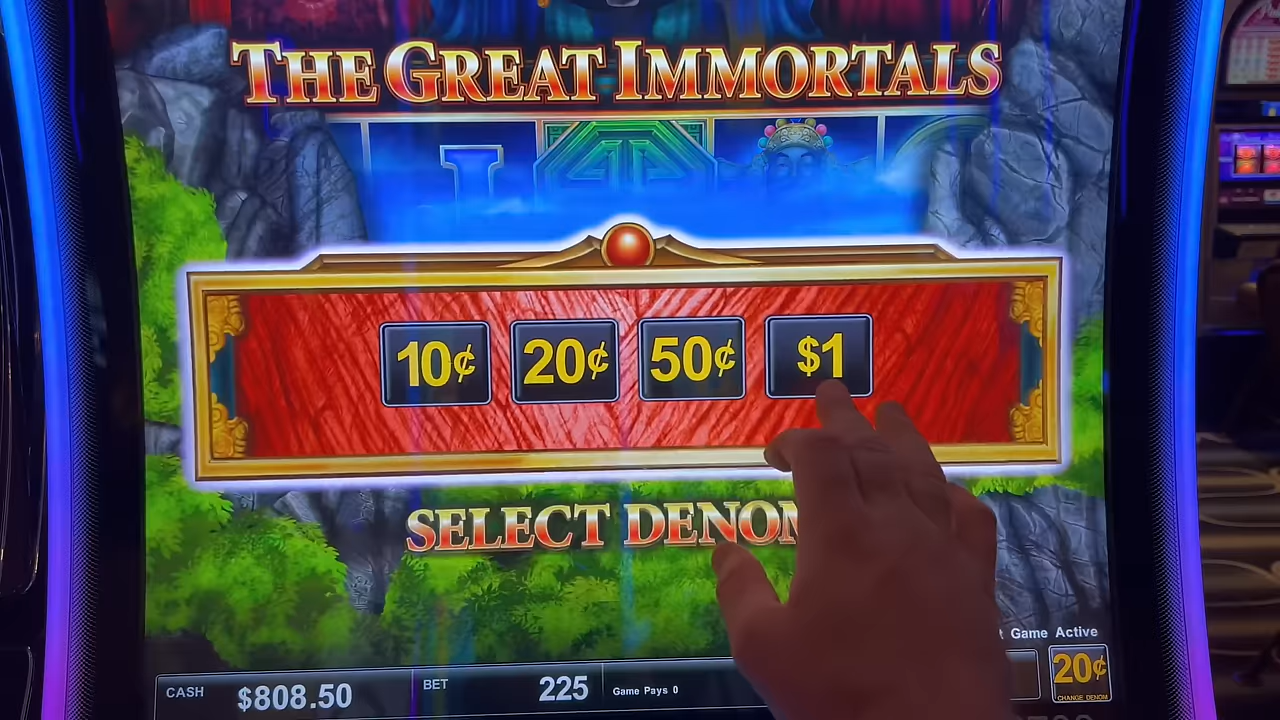 THE GREAT IMMORTALS
J
10¢ 20¢ 50¢ $1
SELECT DENOM
Game Active
CASH $808.50 BET 225 Game Pays 0
20¢
CHANGE DENOM